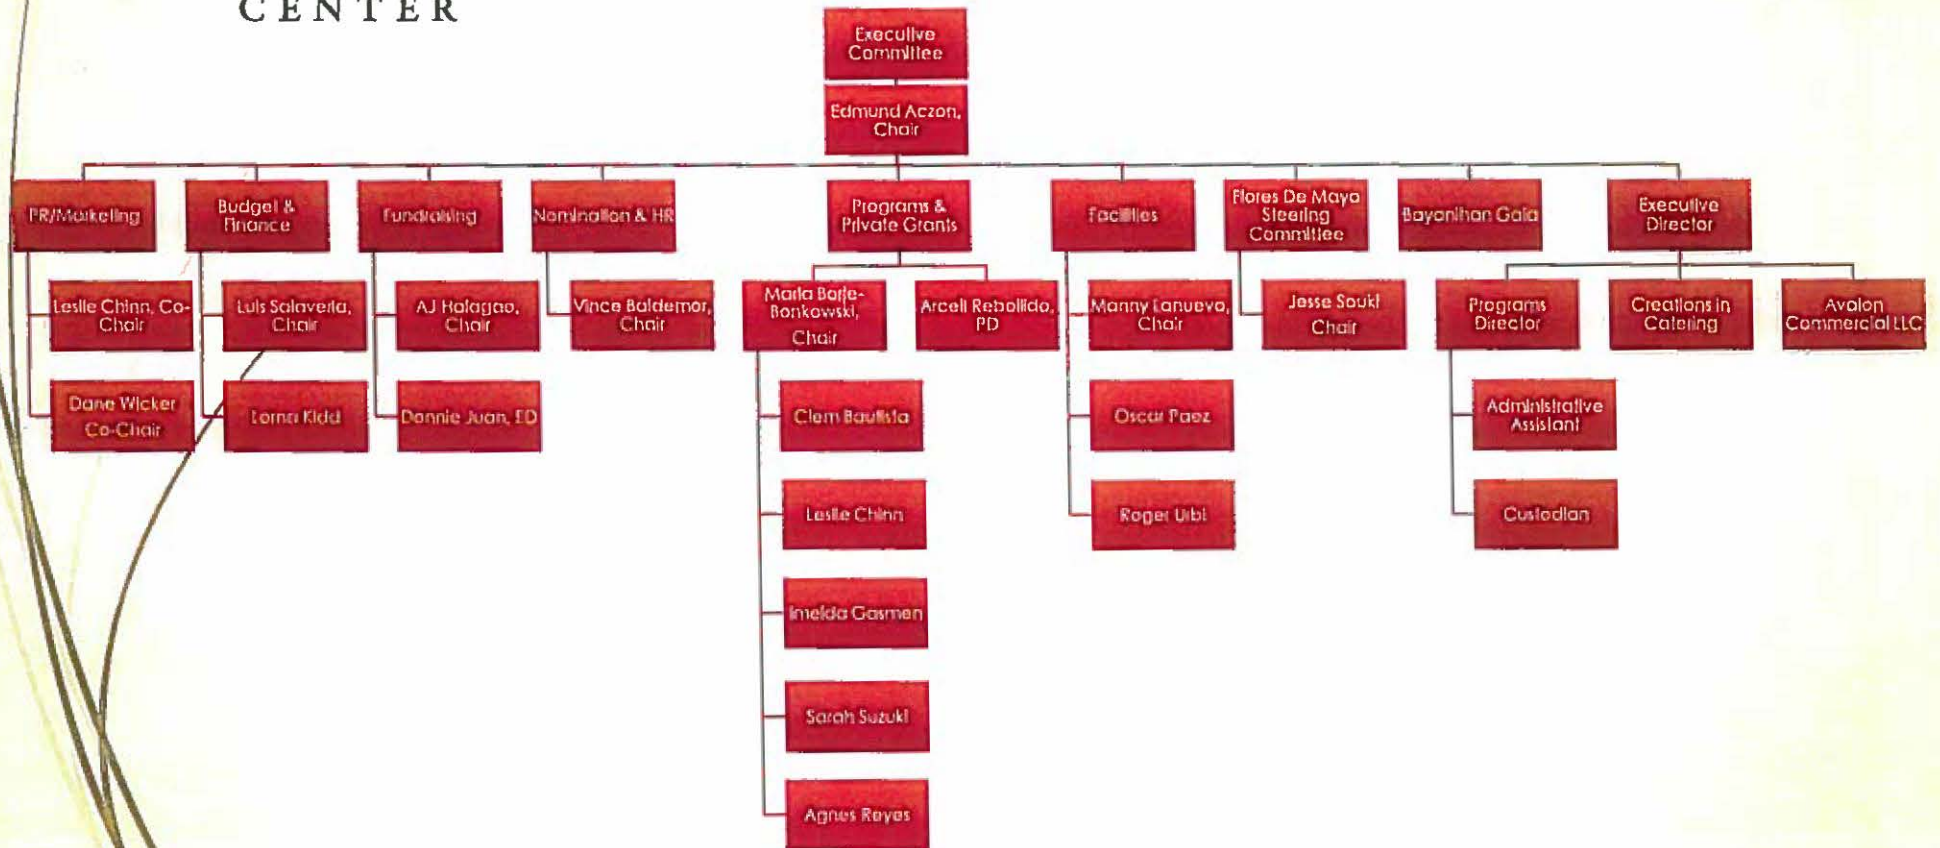 CENTER
Executive
Committee
Edmund Aczon,
Chair
PR/Marketing
Budget &
Finance
Fundraising
Nomination & HR
Programs &
Private Grants
Facilities
Flores De Mayo
Steering
Committee
Bayanihan Gala
Executive
Director
Leslie Chinn, Co-
Chair
Luis Salaveria,
Chair
AJ Halagao,
Chair
Vince Baldemor,
Chair
Maria Borje-
Bonkowski,
Chair
Arceli Rebollido,
PD
Manny Lanuevo,
Chair
Jesse Souki
Chair
Programs
Director
Creations in
Catering
Avalon
Commercial LLC
Dane Wicker
Co-Chair
Lorna Kidd
Donnie Juan, ED
Clem Bautista
Oscar Paez
Administrative
Assistant
Leslie Chinn
Roger Urbi
Custodian
Imelda Gasmen
Sarah Suzuki
Agnes Reyes